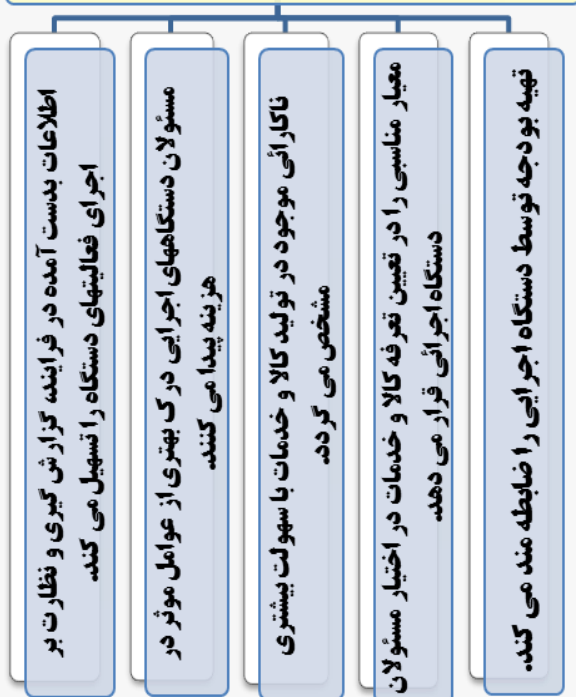 تهیه بودجه توسط دستگاه اجرایی را ضابطه مند می کند.
معیار مناسبی را در تعیین تعرفه کالا و خدمات در اختیار مسئولان
دستگاه اجرائی قرار می دهد.
ناکارائی موجود در تولید کالا و خدمات با سهولت بیشتری
مشخص می گردد.
مسئولان دستگاههای اجرایی درک بهتری از عوامل موثر در
هزینه پیدا می کنند.
اطلاعات بدست آمده در فرایند گزارش گیری و نظارت بر
اجرای فعالیتهای دستگاه را تسهیل می کند.